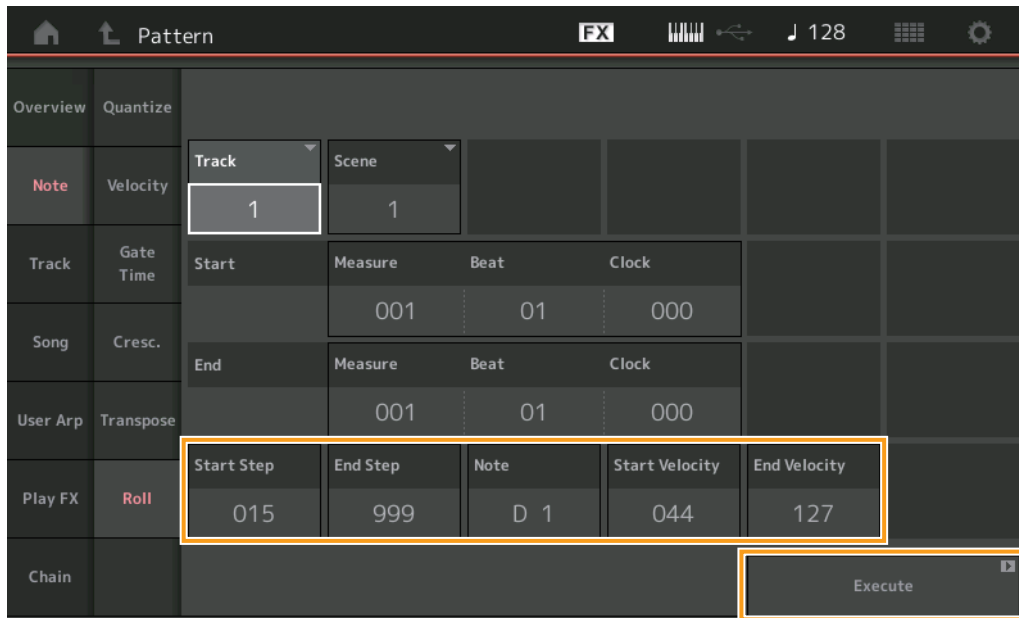 Pattern FX ♩ 128
Overview Quantize
Track Scene
Note Velocity
1 1
Track Gate Time Start Measure Beat Clock
001 01 000
Song Cresc.
End Measure Beat Clock
User Arp Transpose 001 01 000
Start Step End Step Note Start Velocity End Velocity
Play FX Roll 015 999 D 1 044 127
Chain Execute